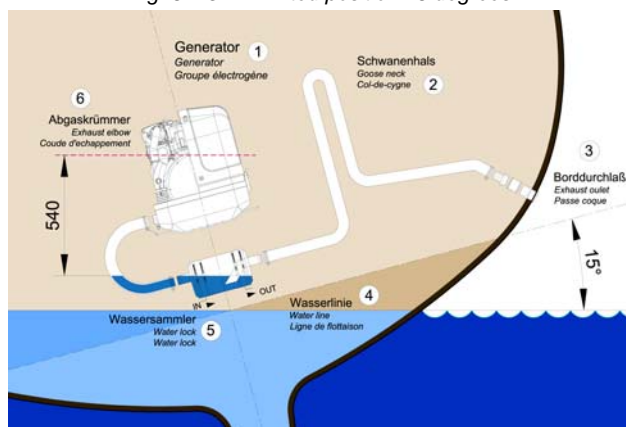 position degrees
Generator
Generator
Groupe électrogène
1
Schwanenhals
Goose neck
Col-de-cygne
2
6
Abgaskrümmer
Exhaust elbow
Coude d'echappement
3
Borddurchlaß
Exhaust oulet
Passe coque
540
15°
IN
OUT
Wassersammler
Water lock
Water lock
5
Wasserlinie
Water line
Ligne de flottaison
4